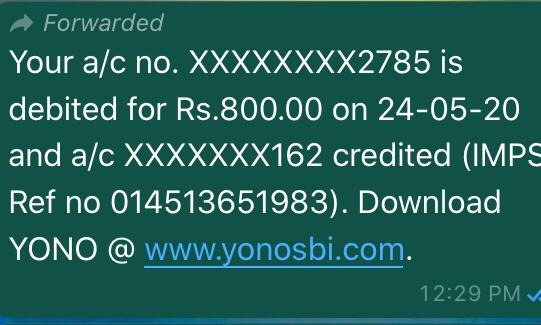 Forwarded
Your a/c no. XXXXXXXX2785 is
debited for Rs.800.00 on 24-05-20
and a/c XXXXXXX162 credited (IMPS
Ref no 014513651983). Download
YONO @ www.yonosbi.com.
12:29 PM